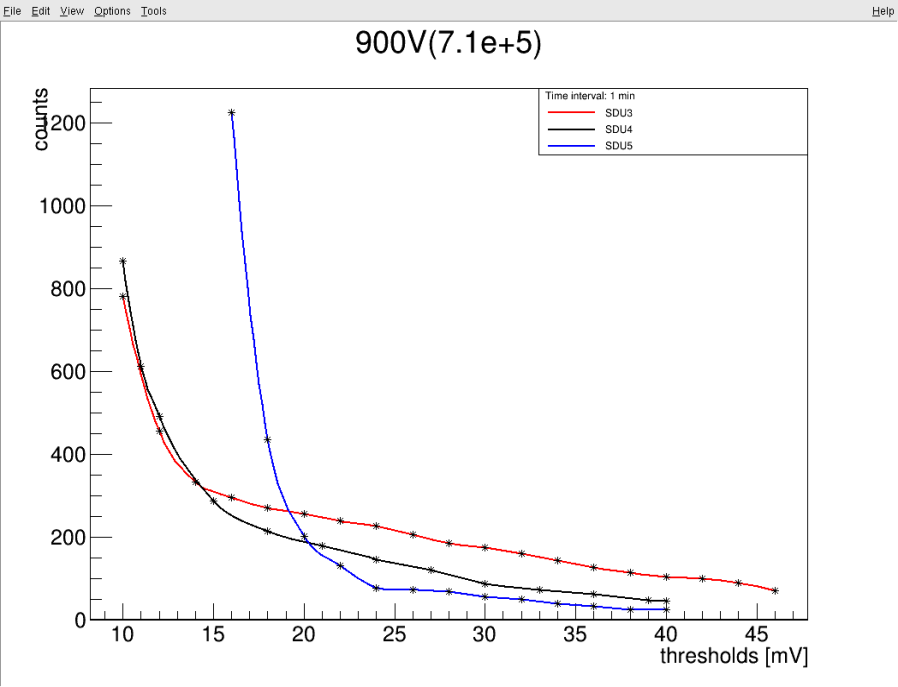 File Edit View Options Tools Help
900V(7.1e+5)
counts
Time interval: 1 min
SDU3
SDU4
SDU5
1200
1000
800
600
400
200
0
10 15 20 25 30 35 40 45
thresholds [mV]